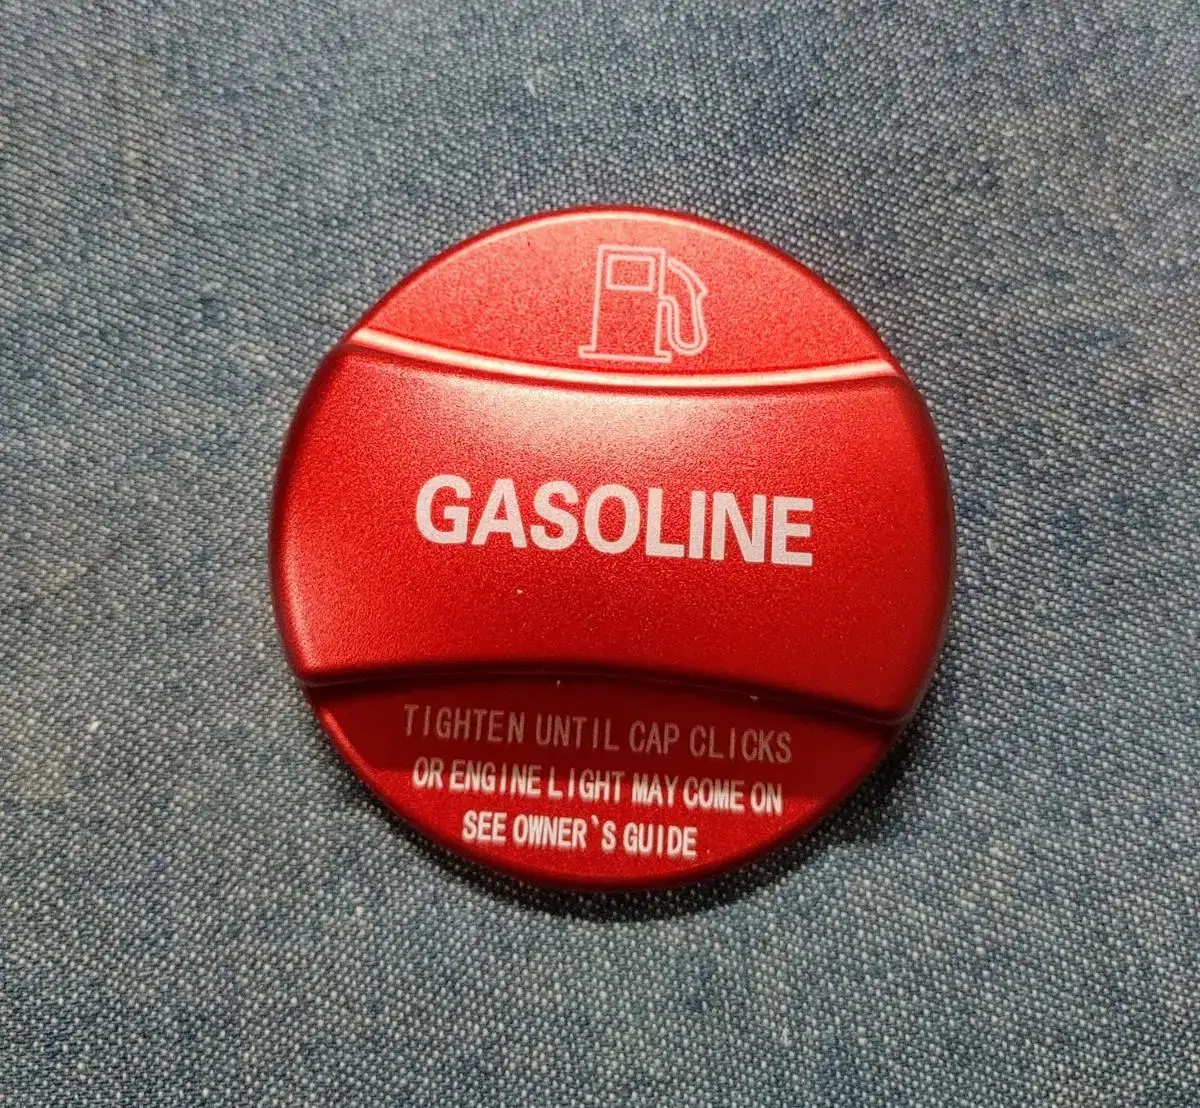 GASOLINE
TIGHTEN UNTIL CAP CLICKS
OR ENGINE LIGHT MAY COME ON
SEE OWNER`S GUIDE